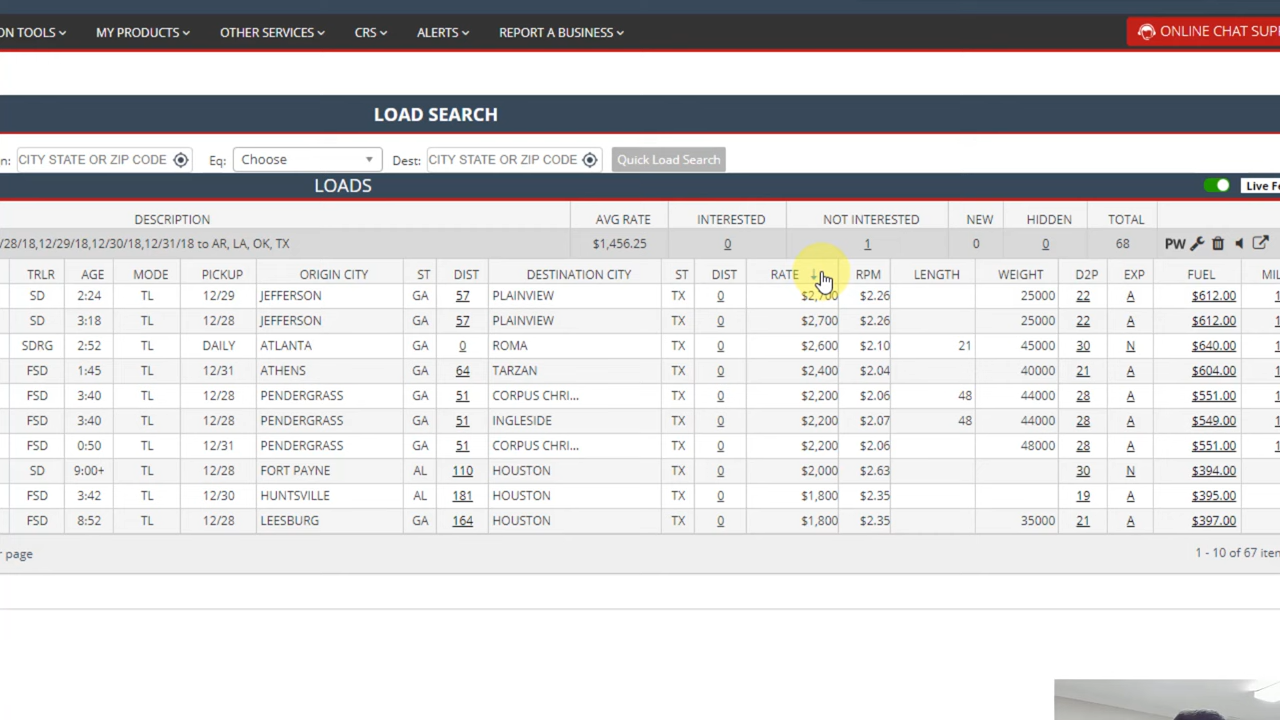 ON TOOLS MY PRODUCTS OTHER SERVICES CRS ALERTS REPORT A BUSINESS ONLINE CHAT SUP
LOAD SEARCH
n: CITY STATE OR ZIP CODE Eq: Choose Dest: CITY STATE OR ZIP CODE Quick Load Search
LOADS Live Fe
DESCRIPTION AVG RATE INTERESTED NOT INTERESTED NEW HIDDEN TOTAL
/28/18,12/29/18,12/30/18,12/31/18 to AR, LA, OK, TX $1,456.25 0 1 0 0 68 PW
TRLR AGE MODE PICKUP ORIGIN CITY ST DIST DESTINATION CITY ST DIST RATE ↓ RPM LENGTH WEIGHT D2P EXP FUEL MIL
SD 2:24 TL 12/29 JEFFERSON GA 57 PLAINVIEW TX 0 $2,700 $2.26 25000 22 A $612.00 1
SD 3:18 TL 12/28 JEFFERSON GA 57 PLAINVIEW TX 0 $2,700 $2.26 25000 22 A $612.00 1
SDRG 2:52 TL DAILY ATLANTA GA 0 ROMA TX 0 $2,600 $2.10 21 45000 30 N $640.00 1
FSD 1:45 TL 12/31 ATHENS GA 64 TARZAN TX 0 $2,400 $2.04 40000 21 A $604.00 1
FSD 3:40 TL 12/28 PENDERGRASS GA 51 CORPUS CHRI... TX 0 $2,200 $2.06 48 44000 28 A $551.00 1
FSD 3:40 TL 12/28 PENDERGRASS GA 51 INGLESIDE TX 0 $2,200 $2.07 48 44000 28 A $549.00 1
FSD 0:50 TL 12/31 PENDERGRASS GA 51 CORPUS CHRI... TX 0 $2,200 $2.06 48000 28 A $551.00 1
SD 9:00+ TL 12/28 FORT PAYNE AL 110 HOUSTON TX 0 $2,000 $2.63 30 N $394.00
FSD 3:42 TL 12/30 HUNTSVILLE AL 181 HOUSTON TX 0 $1,800 $2.35 19 A $395.00
FSD 8:52 TL 12/28 LEESBURG GA 164 HOUSTON TX 0 $1,800 $2.35 35000 21 A $397.00
r page 1 - 10 of 67 iten